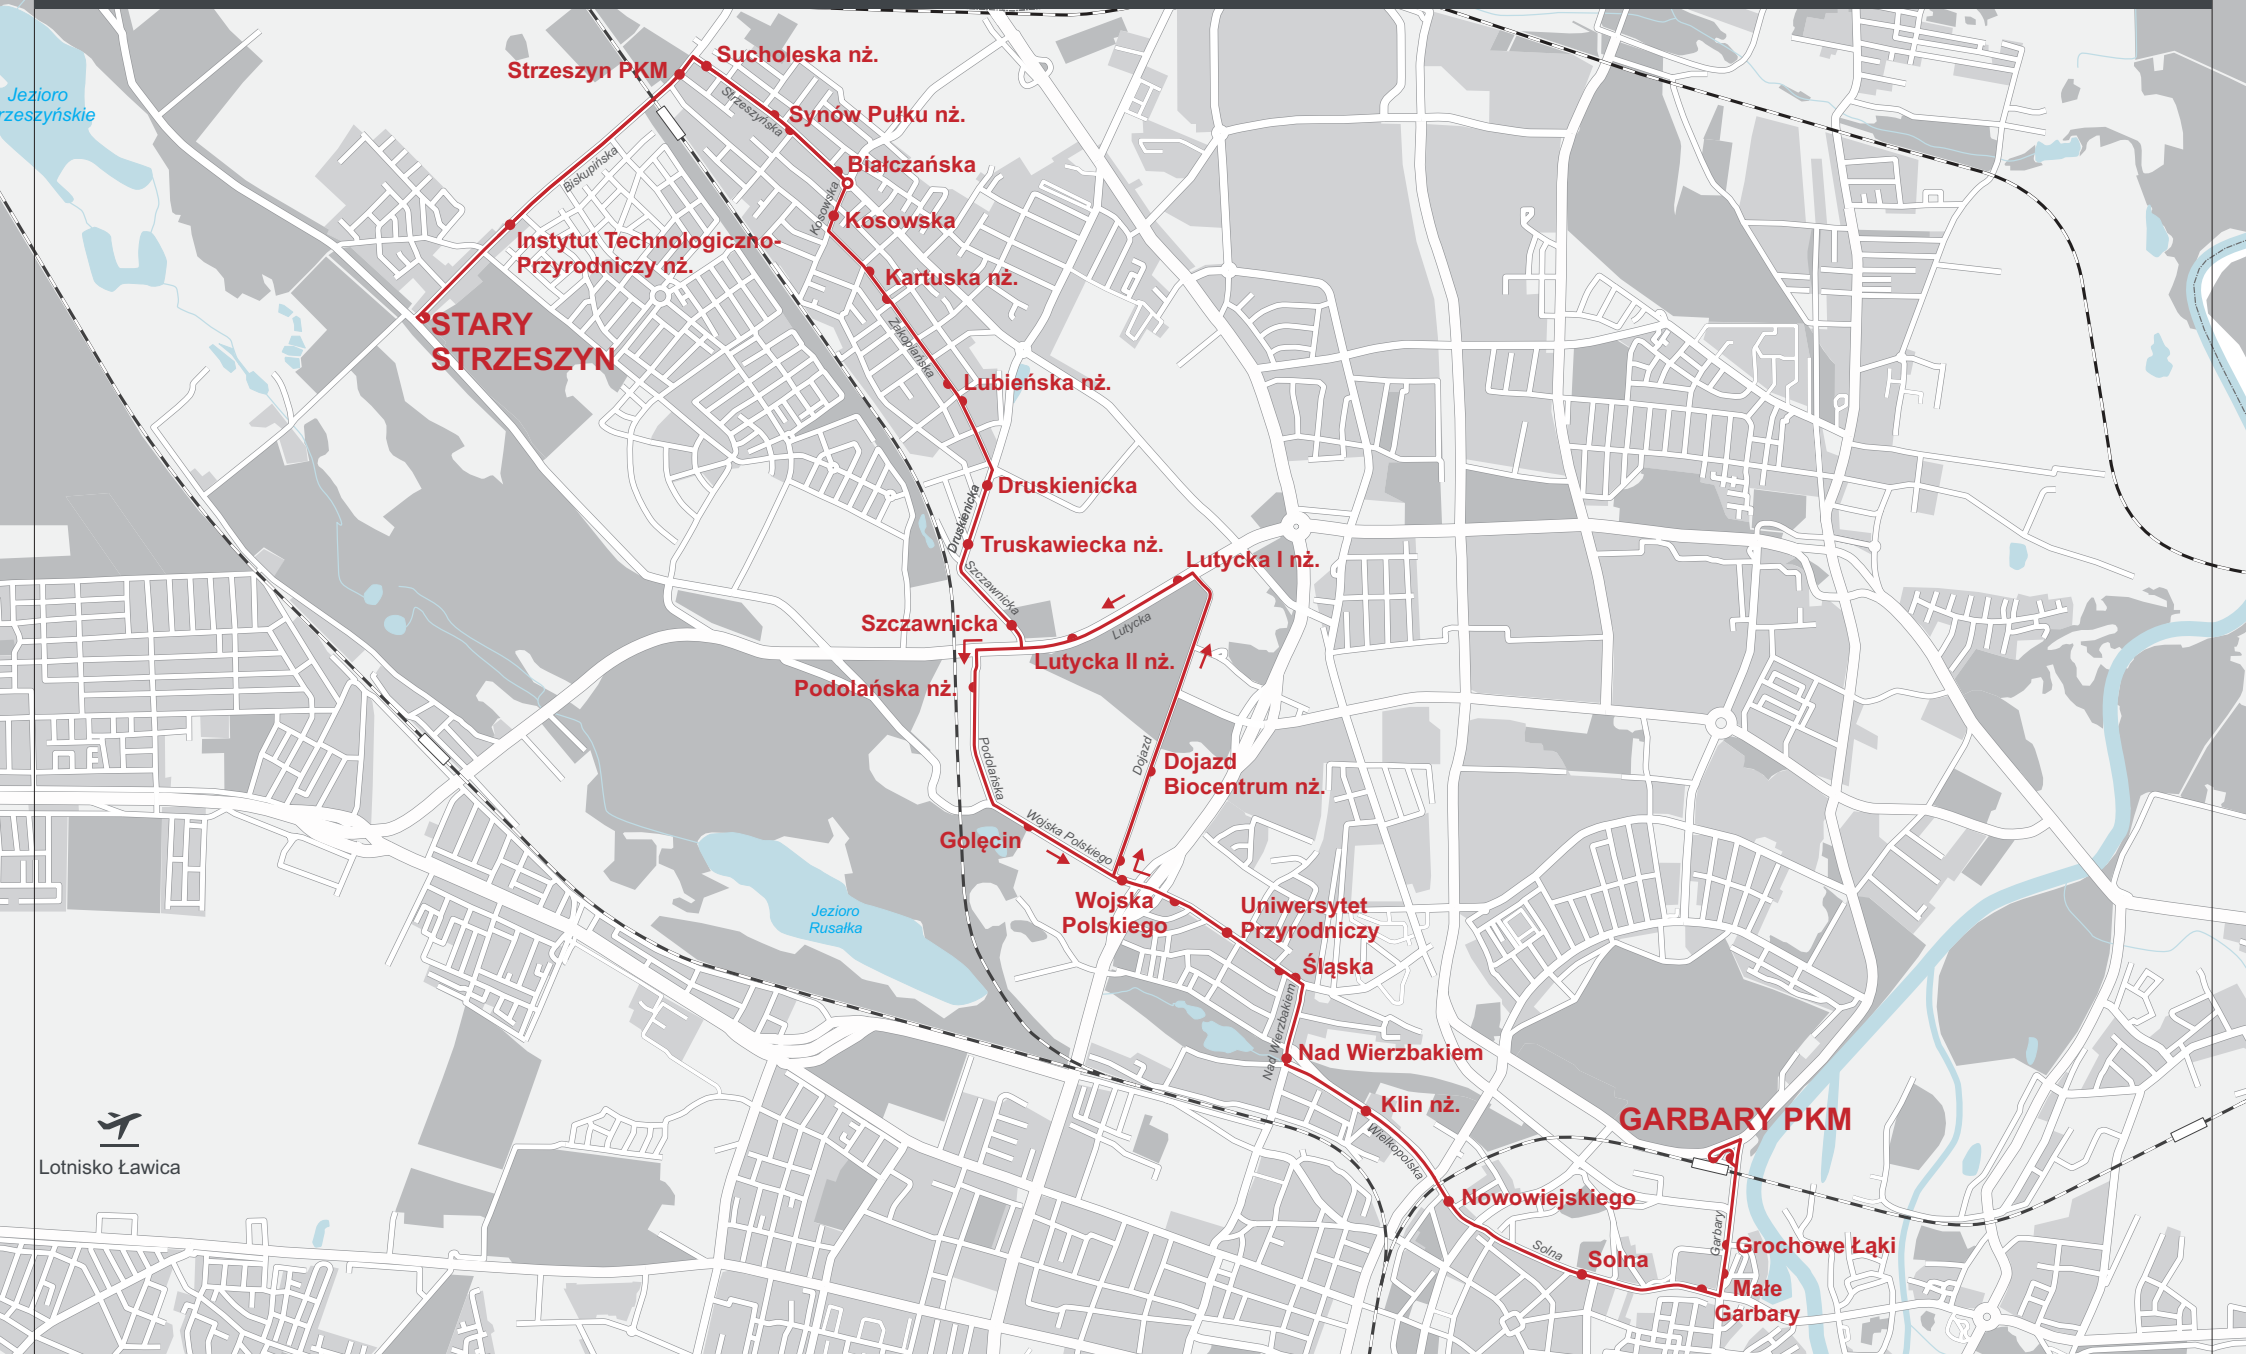 Sucholeska nż.
Strzeszyn PKM
Jezioro
rzeszyńskie
Strzeszyńska
Synów Pułku nż.
Biskupińska
Białczańska
Kosowska
Kosowska
Instytut Technologiczno-
Przyrodniczy nż.
Kartuska nż.
STARY
STRZESZYN
Zakopiańska
Lubieńska nż.
Druskienicka
Druskienicka
Truskawiecka nż.
Lutycka I nż.
Szczawnicka
Szczawnicka
Lutycka
Lutycka II nż.
Podolańska nż.
Podolańska
Dojazd
Dojazd
Biocentrum nż.
Wojska Polskiego
Golęcin
Wojska
Polskiego
Uniwersytet
Przyrodniczy
Jezioro
Rusałka
Śląska
Nad Wierzbakiem
Nad Wierzbakiem
Klin nż.
GARBARY PKM
Wielkopolska
Lotnisko Ławica
Nowowiejskiego
Garbary
Solna
Solna
Grochowe Łąki
Małe
Garbary